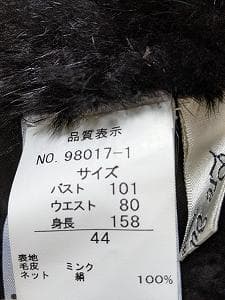 品質表示
NO. 98017-1
サイズ
バスト 101
ウエスト 80
身長 158
44
表地
毛皮 ミンク
ネット 絹 100%